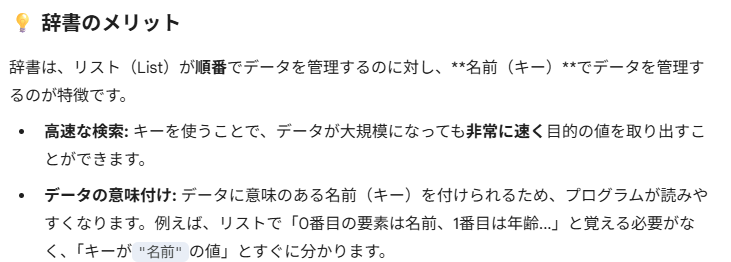 💡 辞書のメリット
辞書は、リスト（List）が順番でデータを管理するのに対し、**名前（キー）**でデータを管理す
るのが特徴です。
• 高速な検索: キーを使うことで、データが大規模になっても非常に速く目的の値を取り出すこ
とができます。
• データの意味付け: データに意味のある名前（キー）を付けられるため、プログラムが読みや
すくなります。例えば、リストで「0番目の要素は名前、1番目は年齢...」と覚える必要がな
く、「キーが "名前" の値」とすぐに分かります。